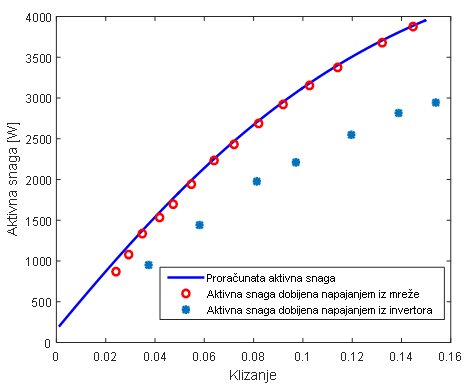 4000
3500
3000
2500
2000
1500
1000
500
0
Aktivna snaga [W]
Proračunata aktivna snaga
Aktivna snaga dobijena napajanjem iz mreže
Aktivna snaga dobijena napajanjem iz invertora
0 0.02 0.04 0.06 0.08 0.1 0.12 0.14 0.16
Klizanje